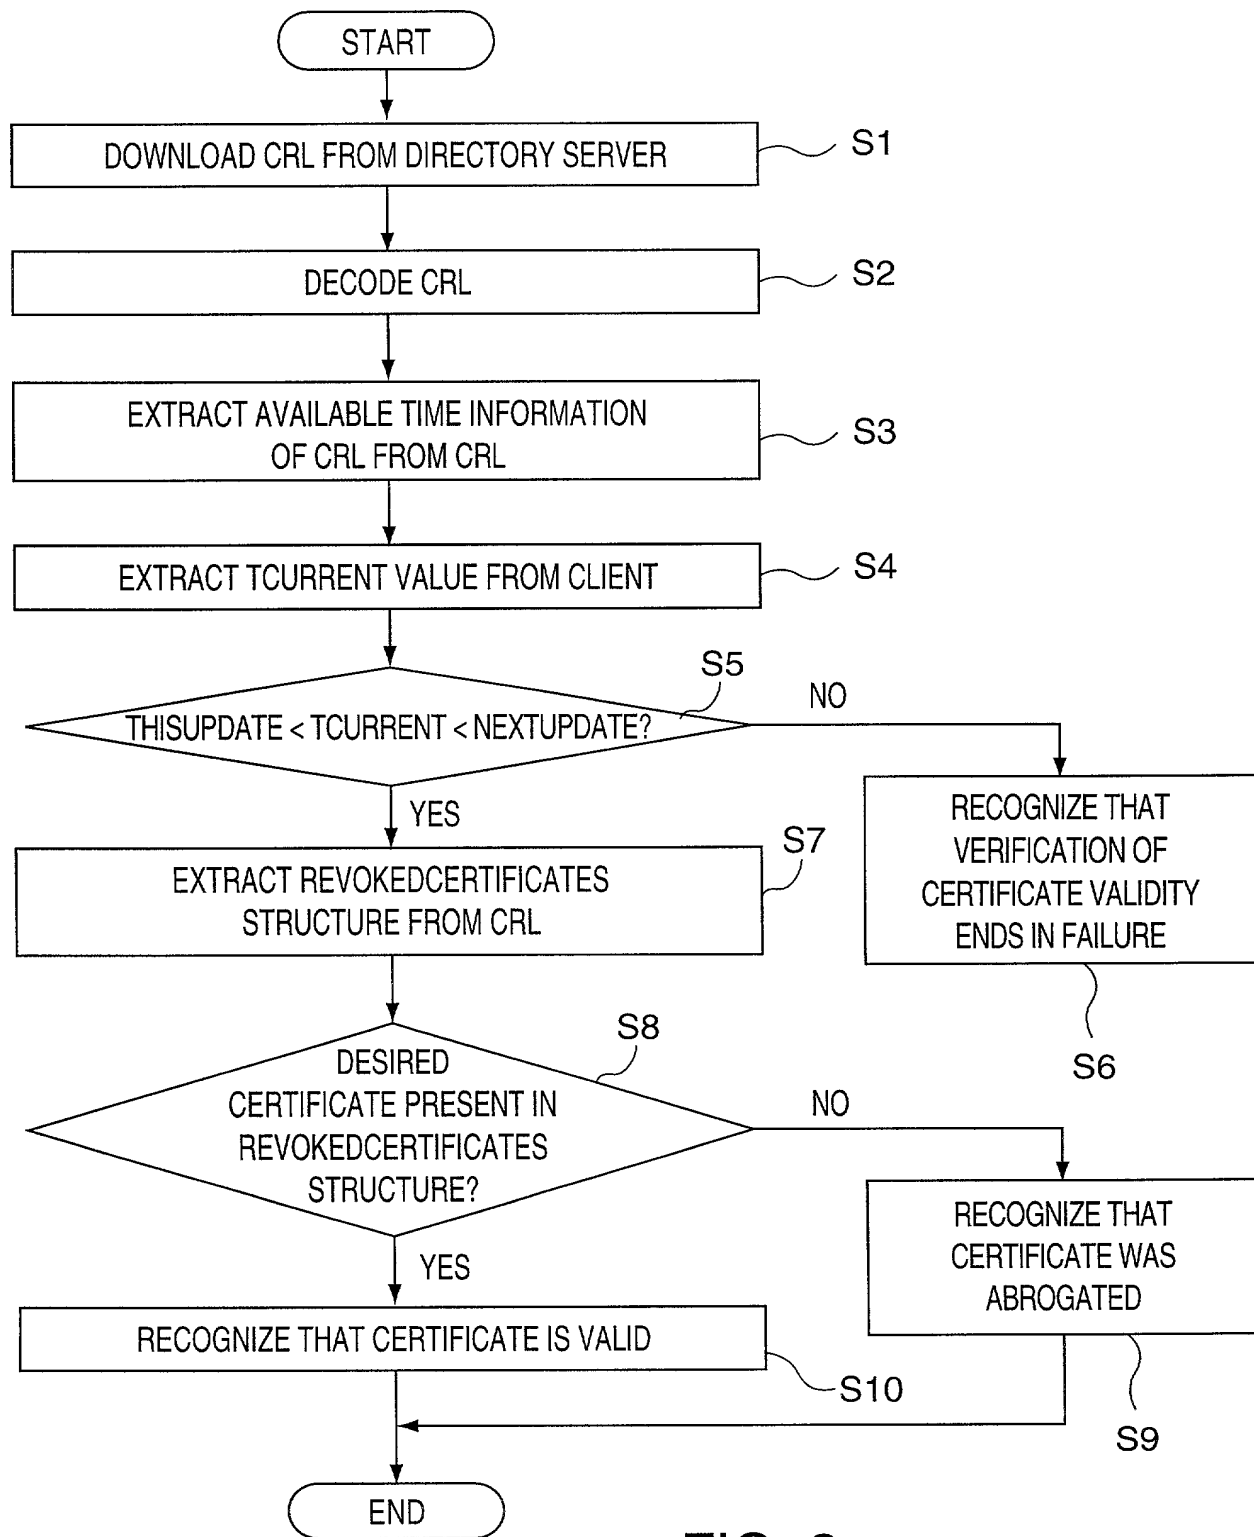 START
DOWNLOAD CRL FROM DIRECTORY SERVER
S1
DECODE CRL
S2
EXTRACT AVAILABLE TIME INFORMATION
OF CRL FROM CRL
S3
EXTRACT TCURRENT VALUE FROM CLIENT
S4
S5
THISUPDATE < TCURRENT < NEXTUPDATE?
NO
YES
RECOGNIZE THAT
VERIFICATION OF
CERTIFICATE VALIDITY
ENDS IN FAILURE
S6
S7
EXTRACT REVOKEDCERTIFICATES
STRUCTURE FROM CRL
S8
DESIRED
CERTIFICATE PRESENT IN
REVOKEDCERTIFICATES
STRUCTURE?
NO
YES
RECOGNIZE THAT
CERTIFICATE WAS
ABROGATED
S9
RECOGNIZE THAT CERTIFICATE IS VALID
S10
END